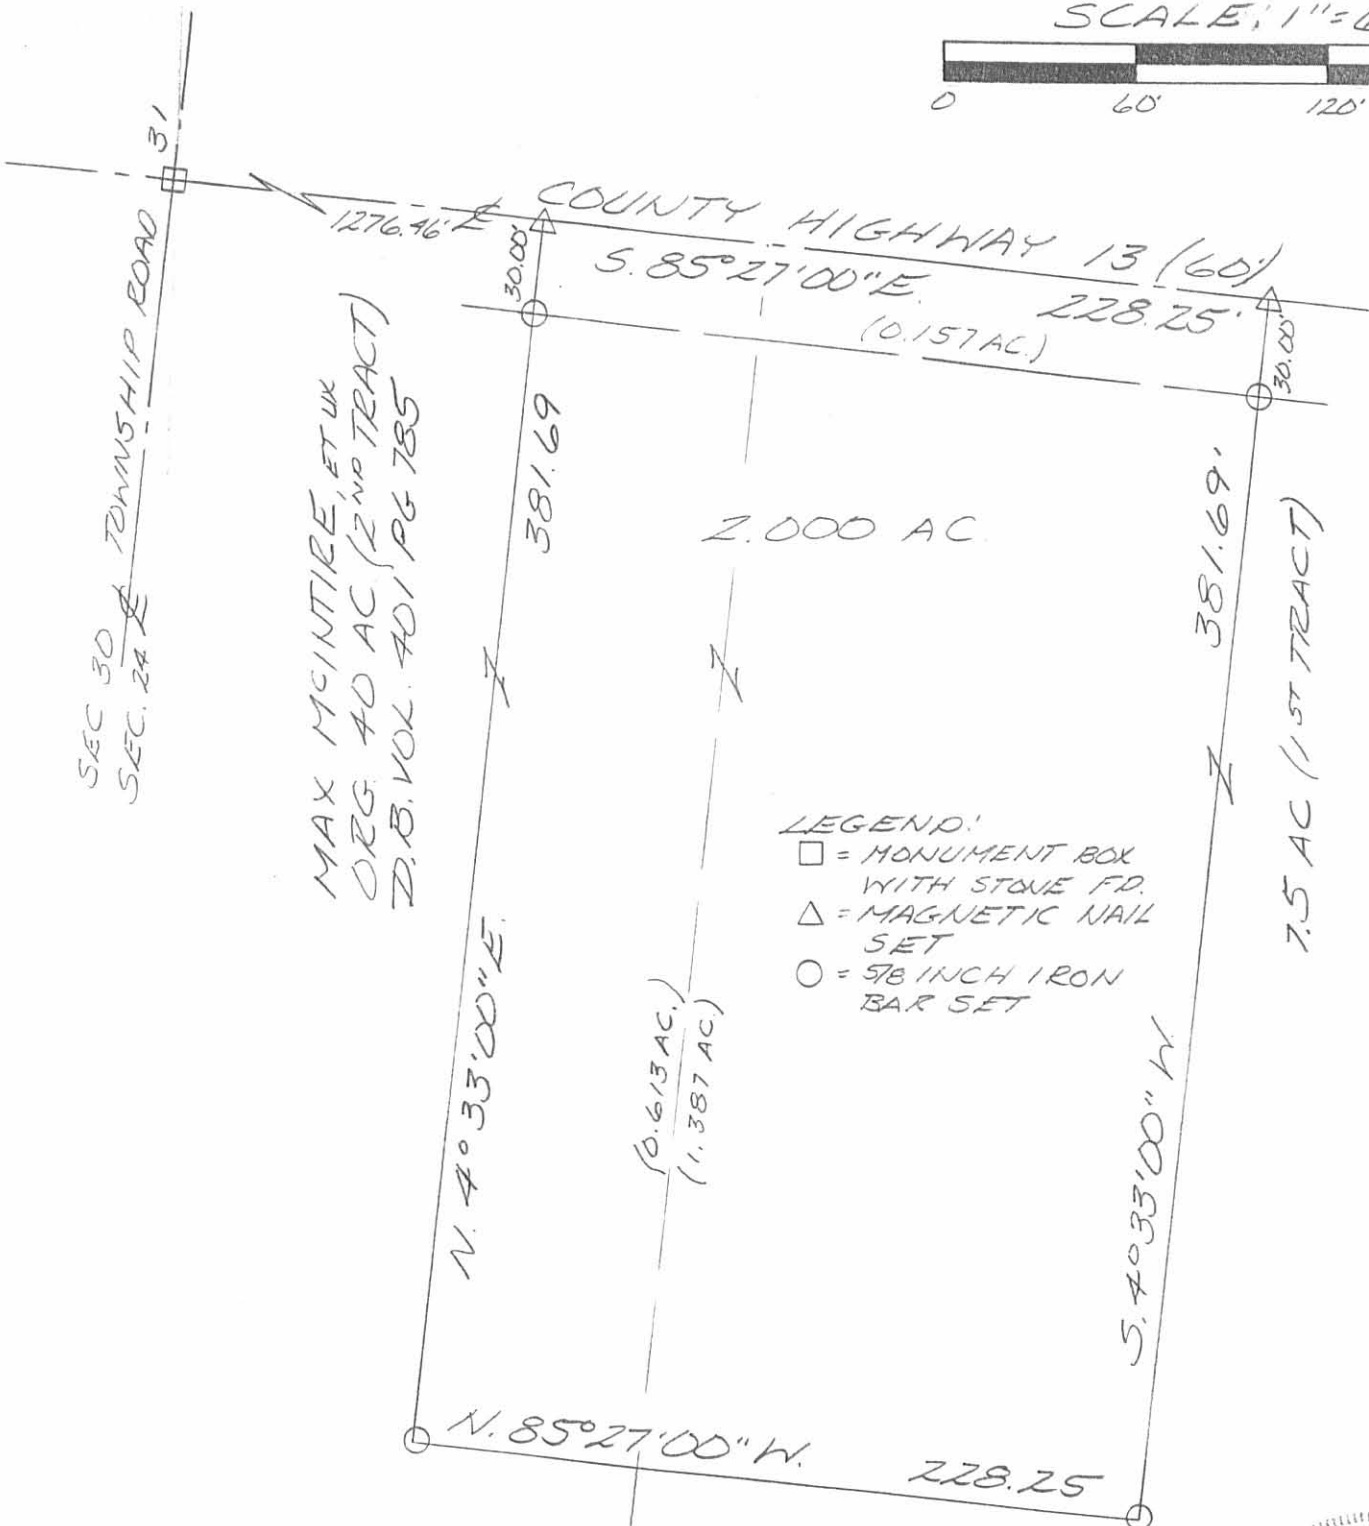 SCALE: 1"=6
0 60' 120'
31
TOWNSHIP ROAD
SEC 30
SEC. 24
1276.46'
COUNTY HIGHWAY 13 (60')
S. 85°27'00"E. 228.25'
(0.157 AC.)
30.00'
30.00'
MAX MCINTIRE, ET UX
ORG. 40 AC. (2ND TRACT)
D.B. VOL. 401 PG 785
381.69
N. 4°33'00"E.
2.000 AC.
381.69'
S. 4°33'00"W.
7.5 AC (1ST TRACT)
LEGEND:
□ = MONUMENT BOX
WITH STONE FD.
△ = MAGNETIC NAIL
SET
○ = 5/8 INCH IRON
BAR SET
(0.613 AC.)
(1.387 AC.)
N. 85°27'00"W. 228.25